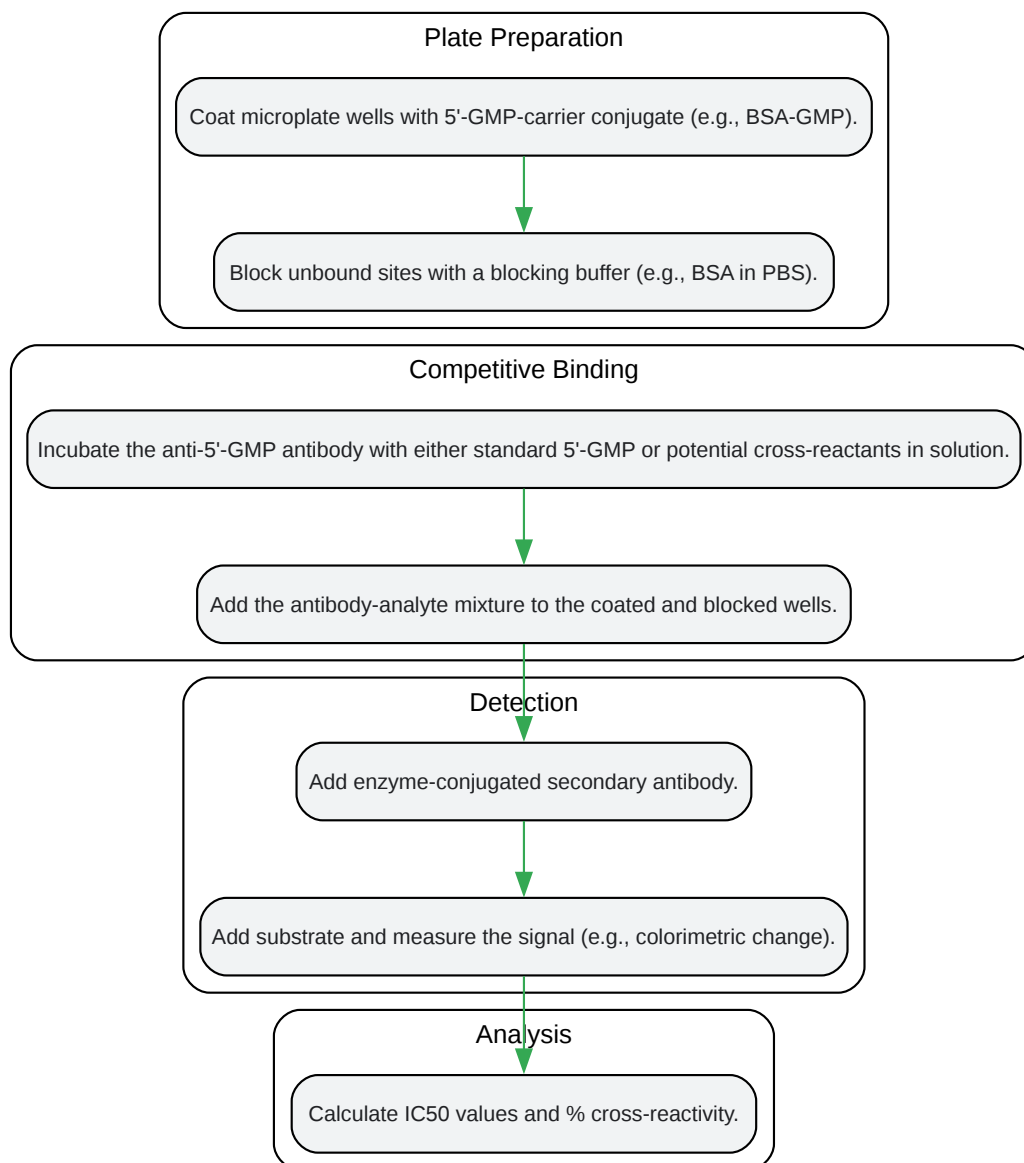 Plate Preparation
Coat microplate wells with 5'-GMP-carrier conjugate (e.g., BSA-GMP).
Block unbound sites with a blocking buffer (e.g., BSA in PBS).
Competitive Binding
Incubate the anti-5'-GMP antibody with either standard 5'-GMP or potential cross-reactants in solution.
Add the antibody-analyte mixture to the coated and blocked wells.
Detection
Add enzyme-conjugated secondary antibody.
Add substrate and measure the signal (e.g., colorimetric change).
Analysis
Calculate IC50 values and % cross-reactivity.